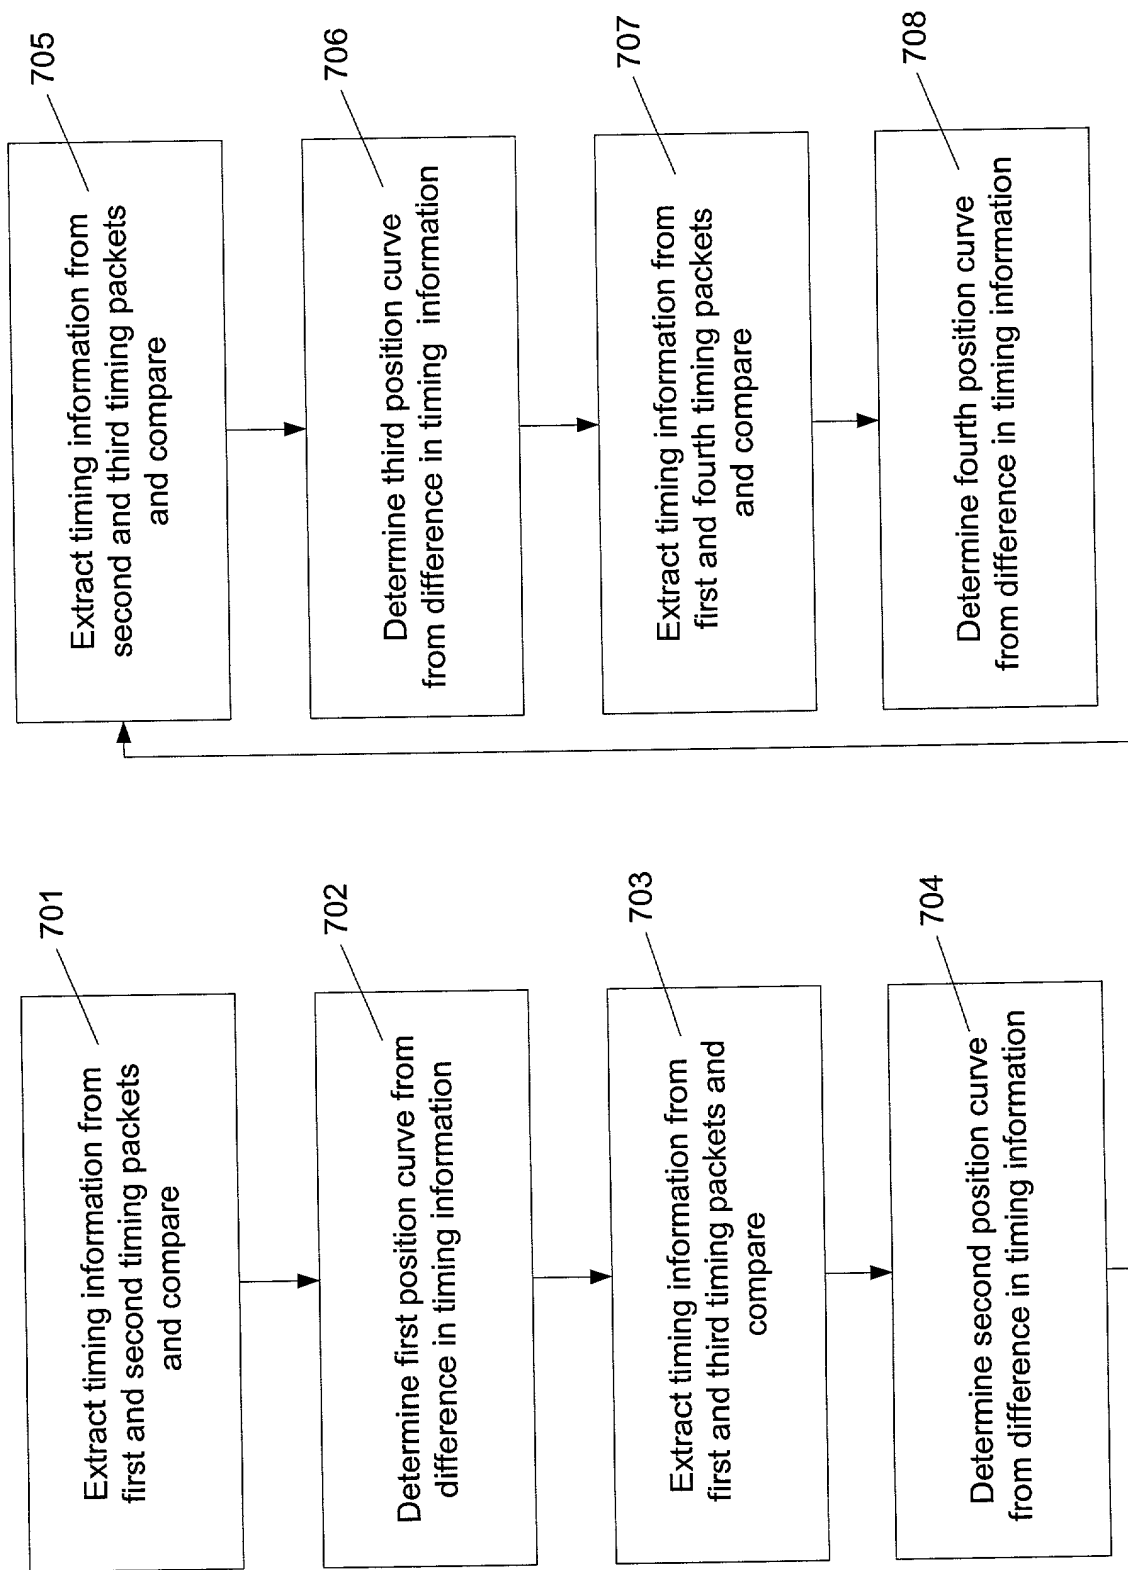 701
Extract timing information from
first and second timing packets
and compare
702
Determine first position curve from
difference in timing information
703
Extract timing information from
first and third timing packets and
compare
704
Determine second position curve
from difference in timing information
705
Extract timing information from
second and third timing packets
and compare
706
Determine third position curve
from difference in timing information
707
Extract timing information from
first and fourth timing packets
and compare
708
Determine fourth position curve
from difference in timing information